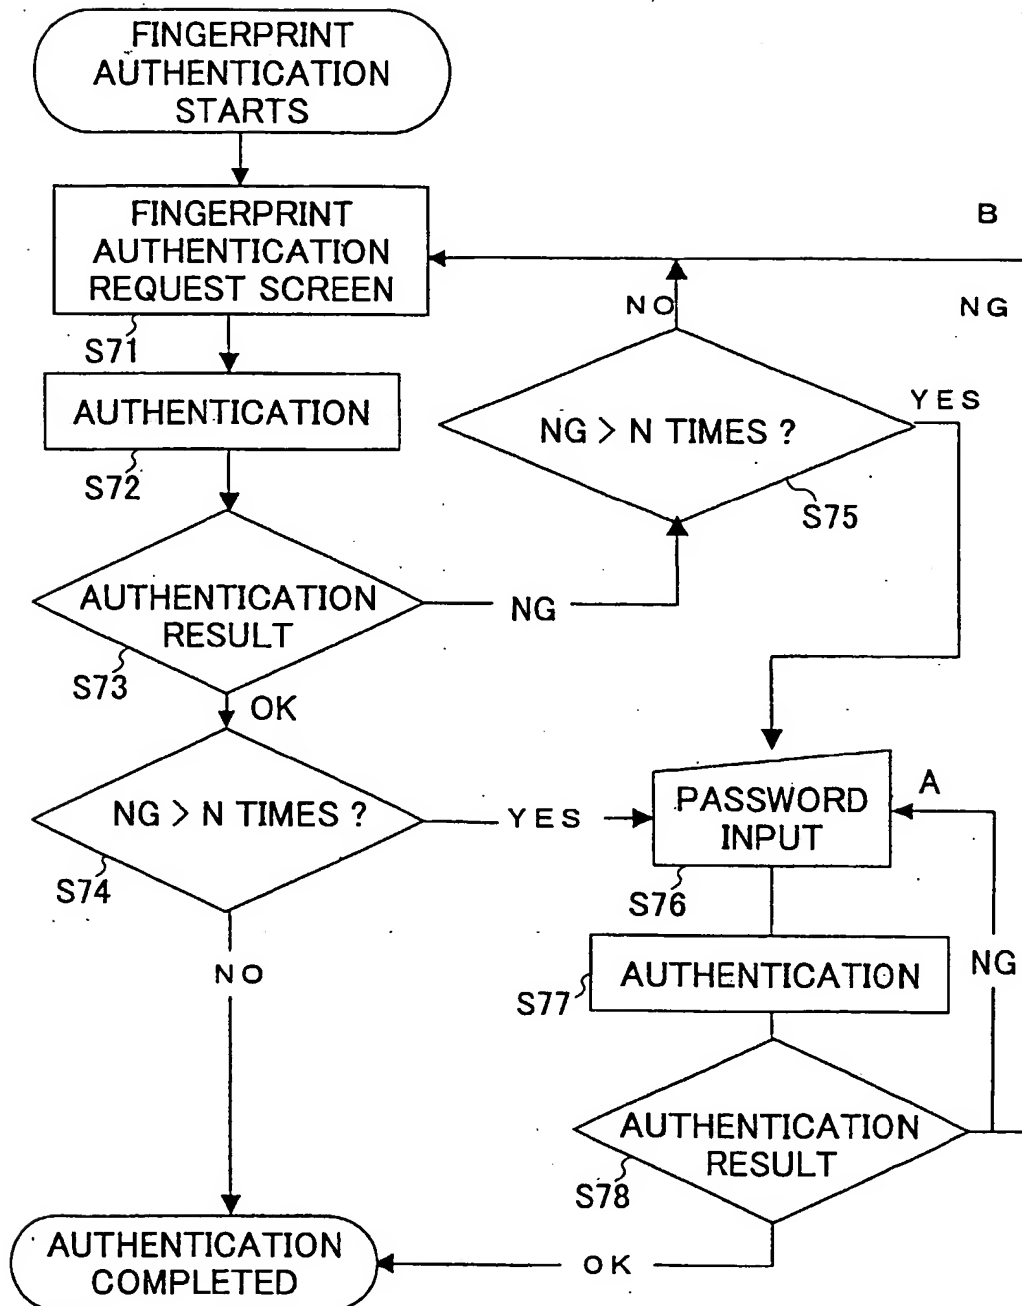 FINGERPRINT
AUTHENTICATION
STARTS
FINGERPRINT
AUTHENTICATION
REQUEST SCREEN
S71
B
NO
NG
AUTHENTICATION
S72
NG > N TIMES ?
YES
S75
AUTHENTICATION
RESULT
S73
NG
OK
NG > N TIMES ?
S74
YES
PASSWORD
INPUT
A
S76
NO
AUTHENTICATION
S77
NG
AUTHENTICATION
RESULT
S78
AUTHENTICATION
COMPLETED
OK